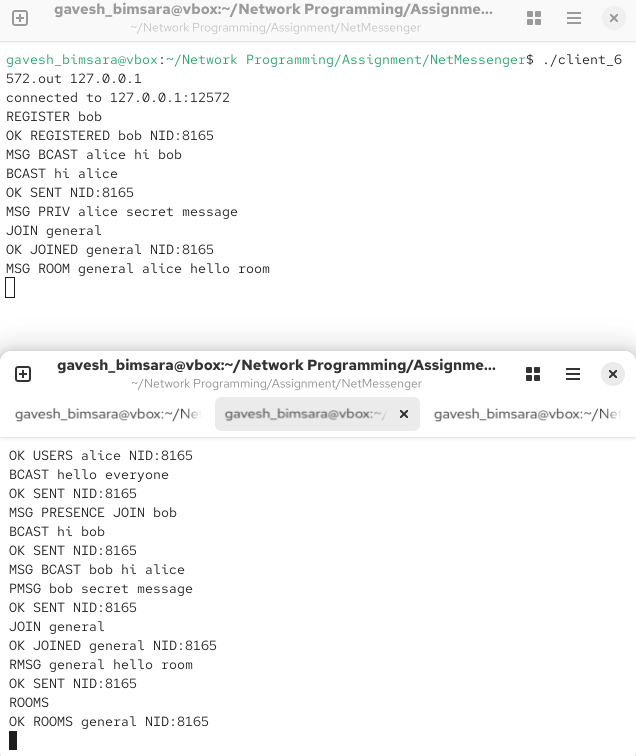 gavesh_bimsara@vbox:~/Network Programming/Assignme...
~/Network Programming/Assignment/NetMessenger
gavesh_bimsara@vbox:~/Network Programming/Assignment/NetMessenger$ ./client_6
572.out 127.0.0.1
connected to 127.0.0.1:12572
REGISTER bob
OK REGISTERED bob NID:8165
MSG BCAST alice hi bob
BCAST hi alice
OK SENT NID:8165
MSG PRIV alice secret message
JOIN general
OK JOINED general NID:8165
MSG ROOM general alice hello room
gavesh_bimsara@vbox:~/Network Programming/Assignme...
~/Network Programming/Assignment/NetMessenger
gavesh_bimsara@vbox:~/Ne gavesh_bimsara@vbox:~/ gavesh_bimsara@vbox:~/Ne
OK USERS alice NID:8165
BCAST hello everyone
OK SENT NID:8165
MSG PRESENCE JOIN bob
BCAST hi bob
OK SENT NID:8165
MSG BCAST bob hi alice
PMSG bob secret message
OK SENT NID:8165
JOIN general
OK JOINED general NID:8165
RMSG general hello room
OK SENT NID:8165
ROOMS
OK ROOMS general NID:8165